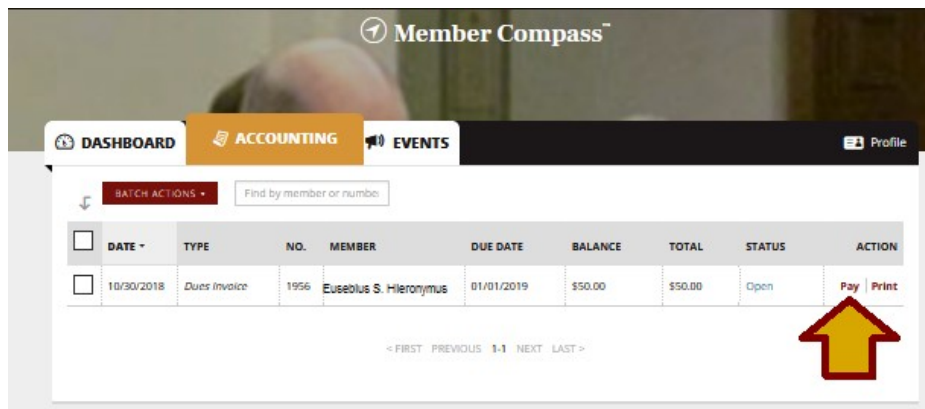 Member Compass™
DASHBOARD ACCOUNTING EVENTS Profile
BATCH ACTIONS Find by member or number
DATE TYPE NO. MEMBER DUE DATE BALANCE TOTAL STATUS ACTION
10/30/2018 Dues Invoice 1956 Eusebius S. Hieronymus 01/01/2019 $50.00 $50.00 Open Pay | Print
< FIRST PREVIOUS 1-1 NEXT LAST >